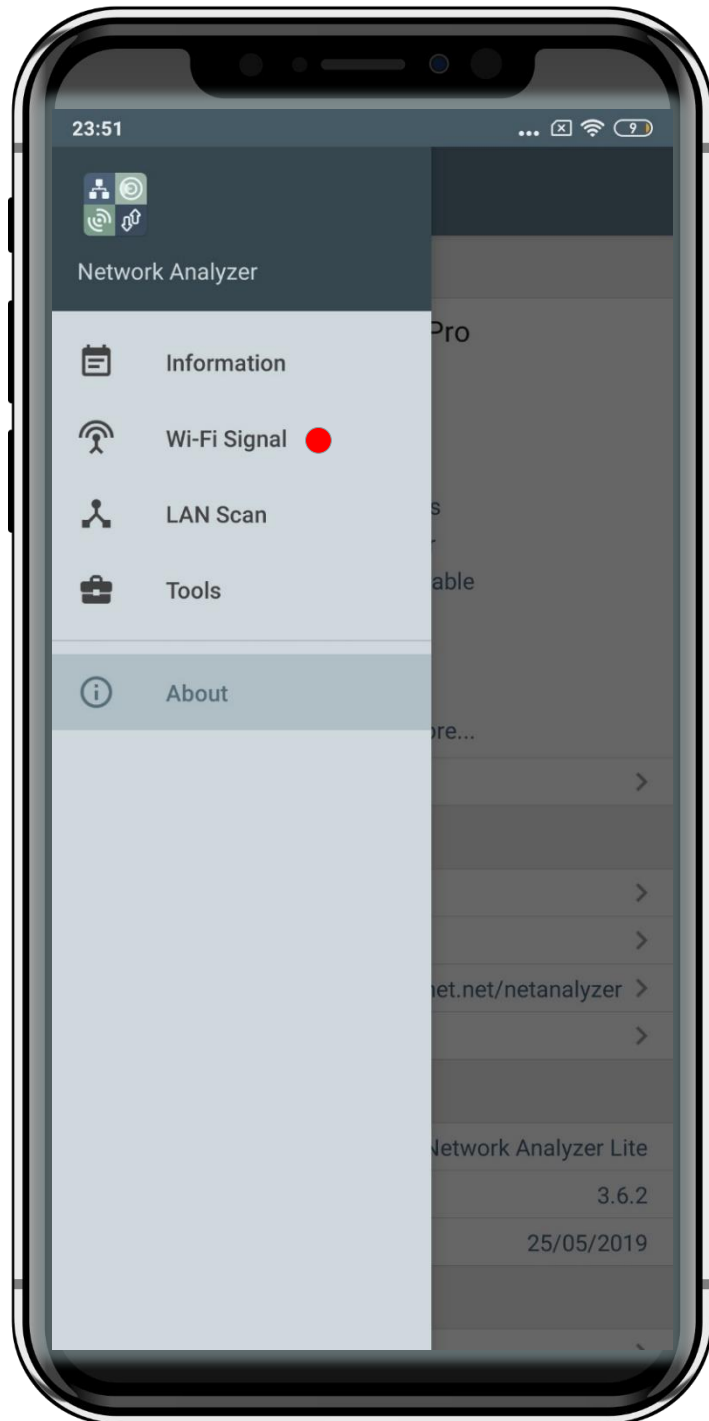 23:51
9
Network Analyzer
Pro
Information
Wi-Fi Signal
LAN Scan
able
Tools
About
net.net/netanalyzer
Network Analyzer Lite
3.6.2
25/05/2019